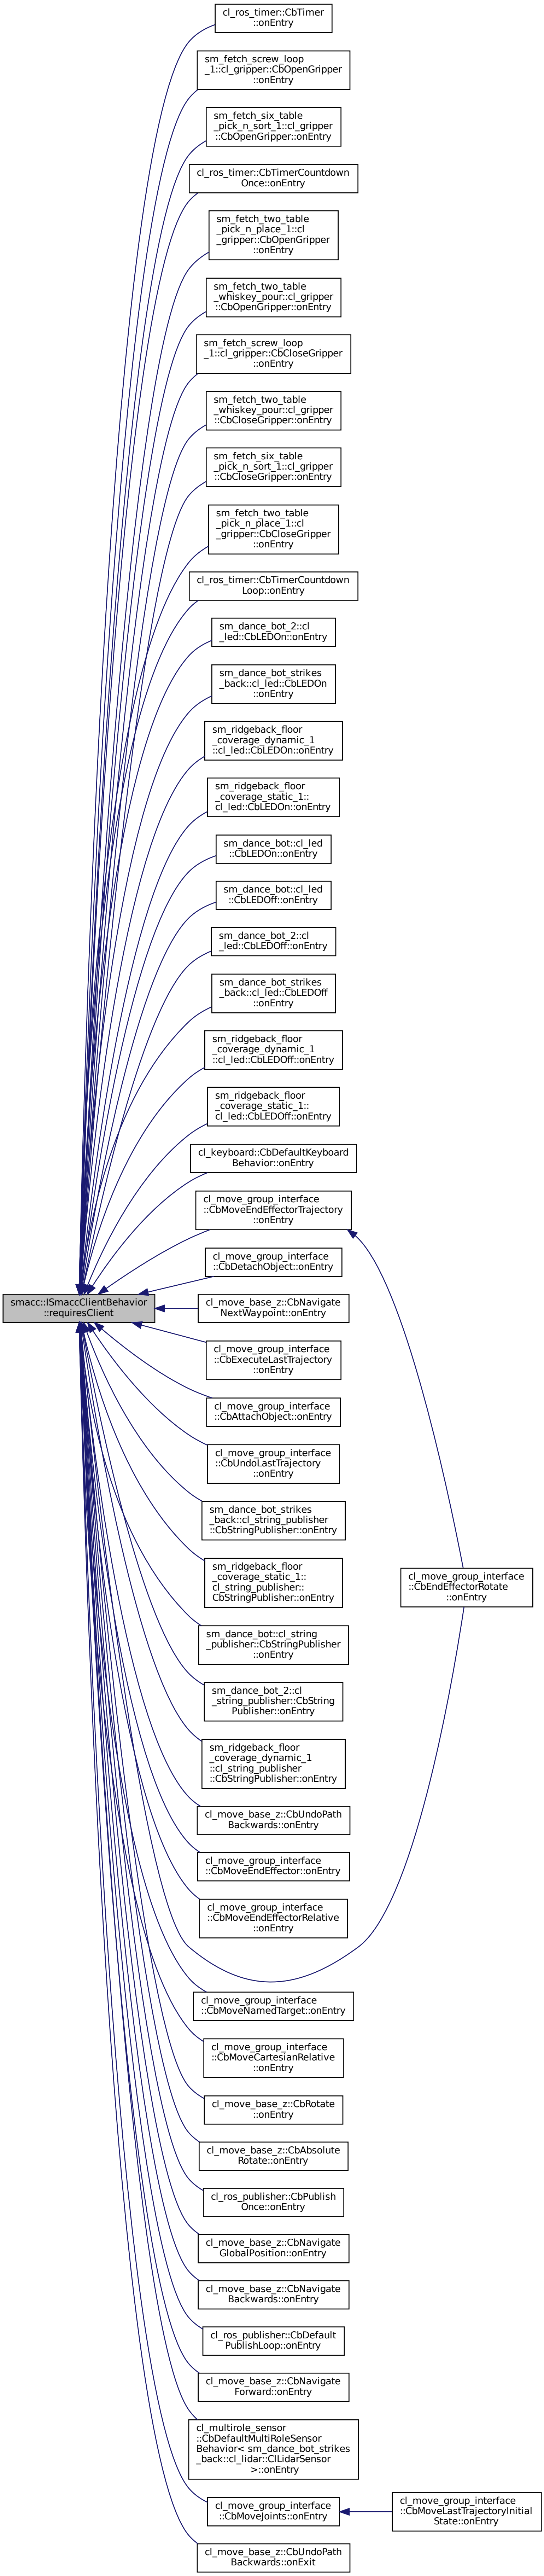 cl_ros_timer::CbTimer
::onEntry
sm_fetch_screw_loop
_1::cl_gripper::CbOpenGripper
::onEntry
sm_fetch_six_table
_pick_n_sort_1::cl_gripper
::CbOpenGripper::onEntry
cl_ros_timer::CbTimerCountdown
Once::onEntry
sm_fetch_two_table
_pick_n_place_1::cl
_gripper::CbOpenGripper
::onEntry
sm_fetch_two_table
_whiskey_pour::cl_gripper
::CbOpenGripper::onEntry
sm_fetch_screw_loop
_1::cl_gripper::CbCloseGripper
::onEntry
sm_fetch_two_table
_whiskey_pour::cl_gripper
::CbCloseGripper::onEntry
sm_fetch_six_table
_pick_n_sort_1::cl_gripper
::CbCloseGripper::onEntry
sm_fetch_two_table
_pick_n_place_1::cl
_gripper::CbCloseGripper
::onEntry
cl_ros_timer::CbTimerCountdown
Loop::onEntry
sm_dance_bot_2::cl
_led::CbLEDOn::onEntry
sm_dance_bot_strikes
_back::cl_led::CbLEDOn
::onEntry
sm_ridgeback_floor
_coverage_dynamic_1
::cl_led::CbLEDOn::onEntry
sm_ridgeback_floor
_coverage_static_1::
cl_led::CbLEDOn::onEntry
sm_dance_bot::cl_led
::CbLEDOn::onEntry
sm_dance_bot::cl_led
::CbLEDOff::onEntry
sm_dance_bot_2::cl
_led::CbLEDOff::onEntry
sm_dance_bot_strikes
_back::cl_led::CbLEDOff
::onEntry
sm_ridgeback_floor
_coverage_dynamic_1
::cl_led::CbLEDOff::onEntry
sm_ridgeback_floor
_coverage_static_1::
cl_led::CbLEDOff::onEntry
cl_keyboard::CbDefaultKeyboard
Behavior::onEntry
cl_move_group_interface
::CbMoveEndEffectorTrajectory
::onEntry
cl_move_group_interface
::CbDetachObject::onEntry
smacc::ISmaccClientBehavior
::requiresClient
cl_move_base_z::CbNavigate
NextWaypoint::onEntry
cl_move_group_interface
::CbExecuteLastTrajectory
::onEntry
cl_move_group_interface
::CbAttachObject::onEntry
cl_move_group_interface
::CbUndoLastTrajectory
::onEntry
sm_dance_bot_strikes
_back::cl_string_publisher
::CbStringPublisher::onEntry
sm_ridgeback_floor
_coverage_static_1::
cl_string_publisher::
CbStringPublisher::onEntry
cl_move_group_interface
::CbEndEffectorRotate
::onEntry
sm_dance_bot::cl_string
_publisher::CbStringPublisher
::onEntry
sm_dance_bot_2::cl
_string_publisher::CbString
Publisher::onEntry
sm_ridgeback_floor
_coverage_dynamic_1
::cl_string_publisher
::CbStringPublisher::onEntry
cl_move_base_z::CbUndoPath
Backwards::onEntry
cl_move_group_interface
::CbMoveEndEffector::onEntry
cl_move_group_interface
::CbMoveEndEffectorRelative
::onEntry
cl_move_group_interface
::CbMoveNamedTarget::onEntry
cl_move_group_interface
::CbMoveCartesianRelative
::onEntry
cl_move_base_z::CbRotate
::onEntry
cl_move_base_z::CbAbsolute
Rotate::onEntry
cl_ros_publisher::CbPublish
Once::onEntry
cl_move_base_z::CbNavigate
GlobalPosition::onEntry
cl_move_base_z::CbNavigate
Backwards::onEntry
cl_ros_publisher::CbDefault
PublishLoop::onEntry
cl_move_base_z::CbNavigate
Forward::onEntry
cl_multirole_sensor
::CbDefaultMultiRoleSensor
Behavior< sm_dance_bot_strikes
_back::cl_lidar::ClLidarSensor
>::onEntry
cl_move_group_interface
::CbMoveJoints::onEntry
cl_move_group_interface
::CbMoveLastTrajectoryInitial
State::onEntry
cl_move_base_z::CbUndoPath
Backwards::onExit